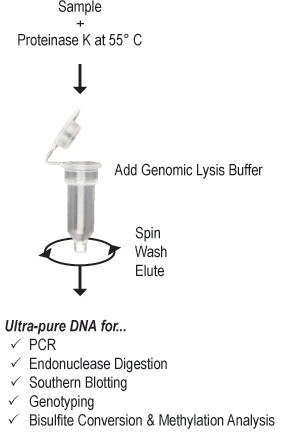 Sample
+
Proteinase K at 55° C
Add Genomic Lysis Buffer
Spin
Wash
Elute
Ultra-pure DNA for...
✓ PCR
✓ Endonuclease Digestion
✓ Southern Blotting
✓ Genotyping
✓ Bisulfite Conversion & Methylation Analysis